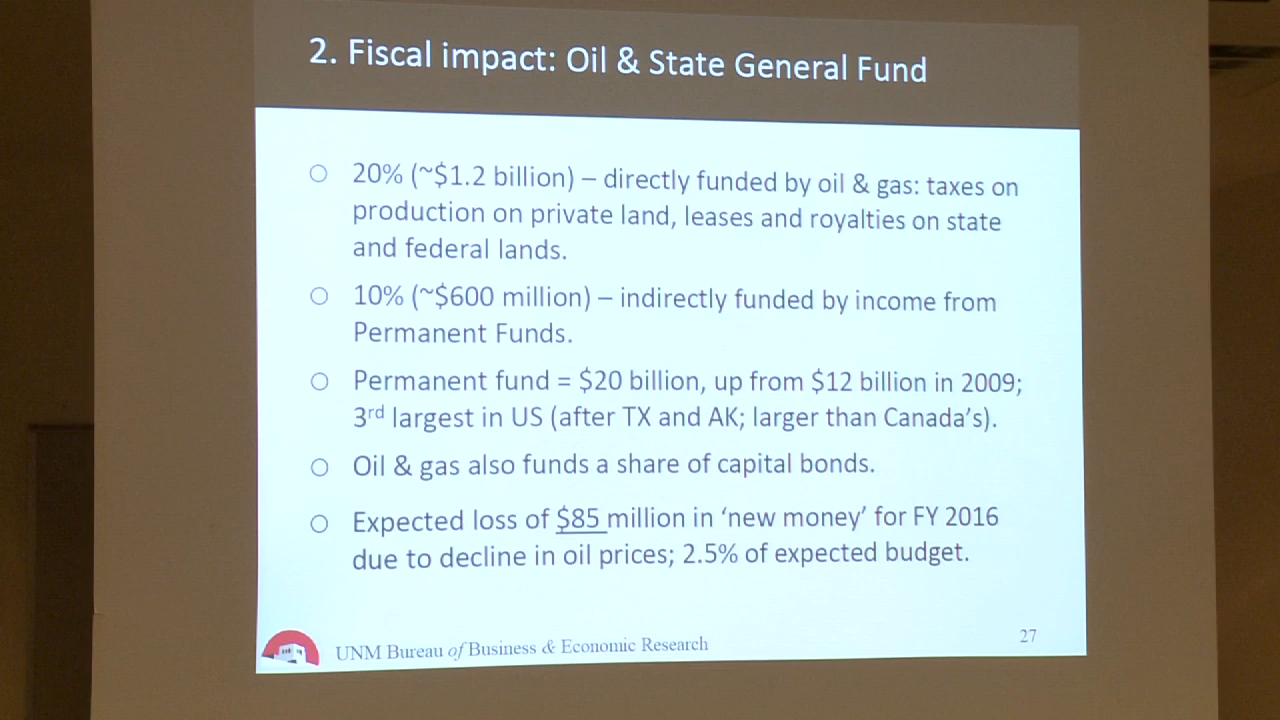 2. Fiscal impact: Oil & State General Fund
20% (~$1.2 billion) – directly funded by oil & gas: taxes on
production on private land, leases and royalties on state
and federal lands.
10% (~$600 million) – indirectly funded by income from
Permanent Funds.
Permanent fund = $20 billion, up from $12 billion in 2009;
3rd largest in US (after TX and AK; larger than Canada's).
Oil & gas also funds a share of capital bonds.
Expected loss of $85 million in 'new money' for FY 2016
due to decline in oil prices; 2.5% of expected budget.
UNM Bureau of Business & Economic Research
27